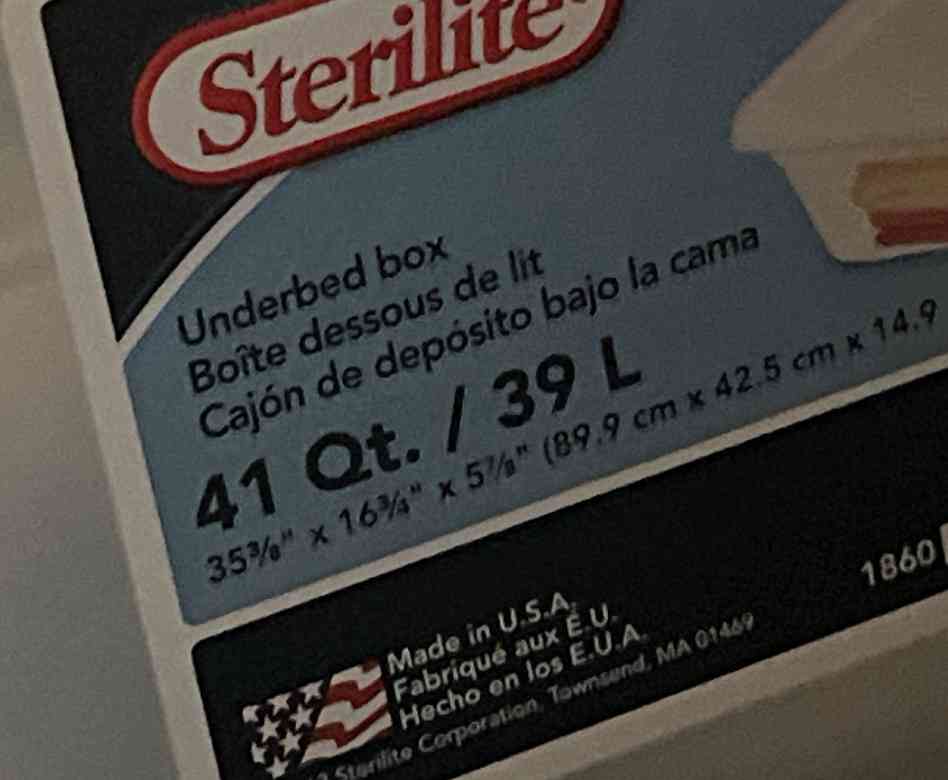 Sterilite
Underbed box
Boîte dessous de lit
Cajón de depósito bajo la cama
41 Qt. / 39 L
35⅜" x 16¾" x 5⅞" (89.9 cm x 42.5 cm x 14.9
1860
Made in U.S.A.
Fabriqué aux É.U.
Hecho en los E.U.A.
Sterilite Corporation, Townsend, MA 01469